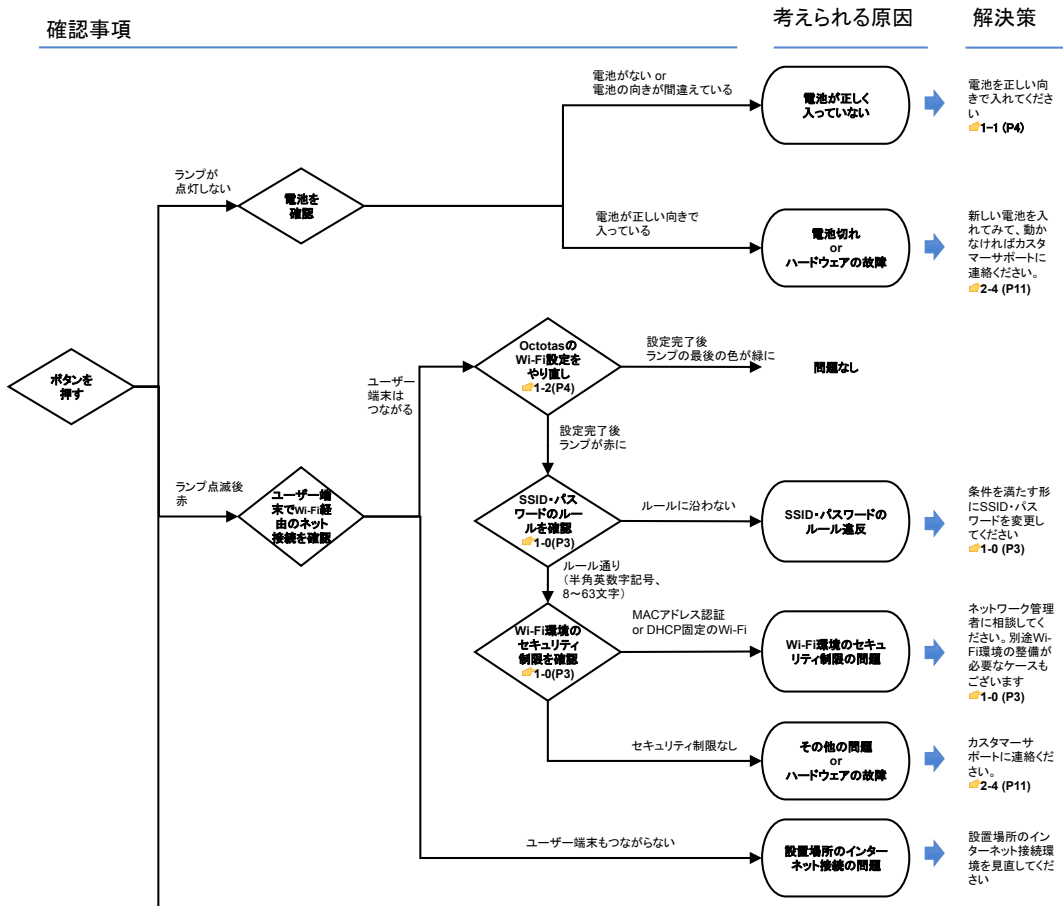 確認事項
考えられる原因
解決策
電池がない or
電池の向きが間違えている
電池が正しく
入っていない
電池を正しい向
きで入れてくださ
い
👉1-1 (P4)
ランプが
点灯しない
電池を
確認
電池が正しい向きで
入っている
電池切れ
or
ハードウェアの故障
新しい電池を入
れてみて、動か
なければカスタ
マーサポートに
連絡ください。
👉2-4 (P11)
ボタンを
押す
ユーザー
端末は
つながる
Octotasの
Wi-Fi設定を
やり直し
👉1-2(P4)
設定完了後
ランプの最後の色が緑に
問題なし
設定完了後
ランプが赤に
ランプ点滅後
赤
ユーザー端
末でWi-Fi経
由のネット
接続を確認
SSID・パス
ワードのルー
ルを確認
👉1-0(P3)
ルールに沿わない
SSID・パスワードの
ルール違反
条件を満たす形
にSSID・パス
ワードを変更し
てください
👉1-0 (P3)
ルール通り
（半角英数字記号、
8～63文字）
Wi-Fi環境の
セキュリティ
制限を確認
👉1-0(P3)
MACアドレス認証
or DHCP固定のWi-Fi
Wi-Fi環境のセキュ
リティ制限の問題
ネットワーク管理
者に相談してく
ださい。別途Wi-
Fi環境の整備が
必要なケースも
ございます
👉1-0 (P3)
セキュリティ制限なし
その他の問題
or
ハードウェアの故障
カスタマーサ
ポートに連絡くだ
さい。
👉2-4 (P11)
ユーザー端末もつながらない
設置場所のインター
ネット接続の問題
設置場所のイン
ターネット接続環
境を見直してく
ださい